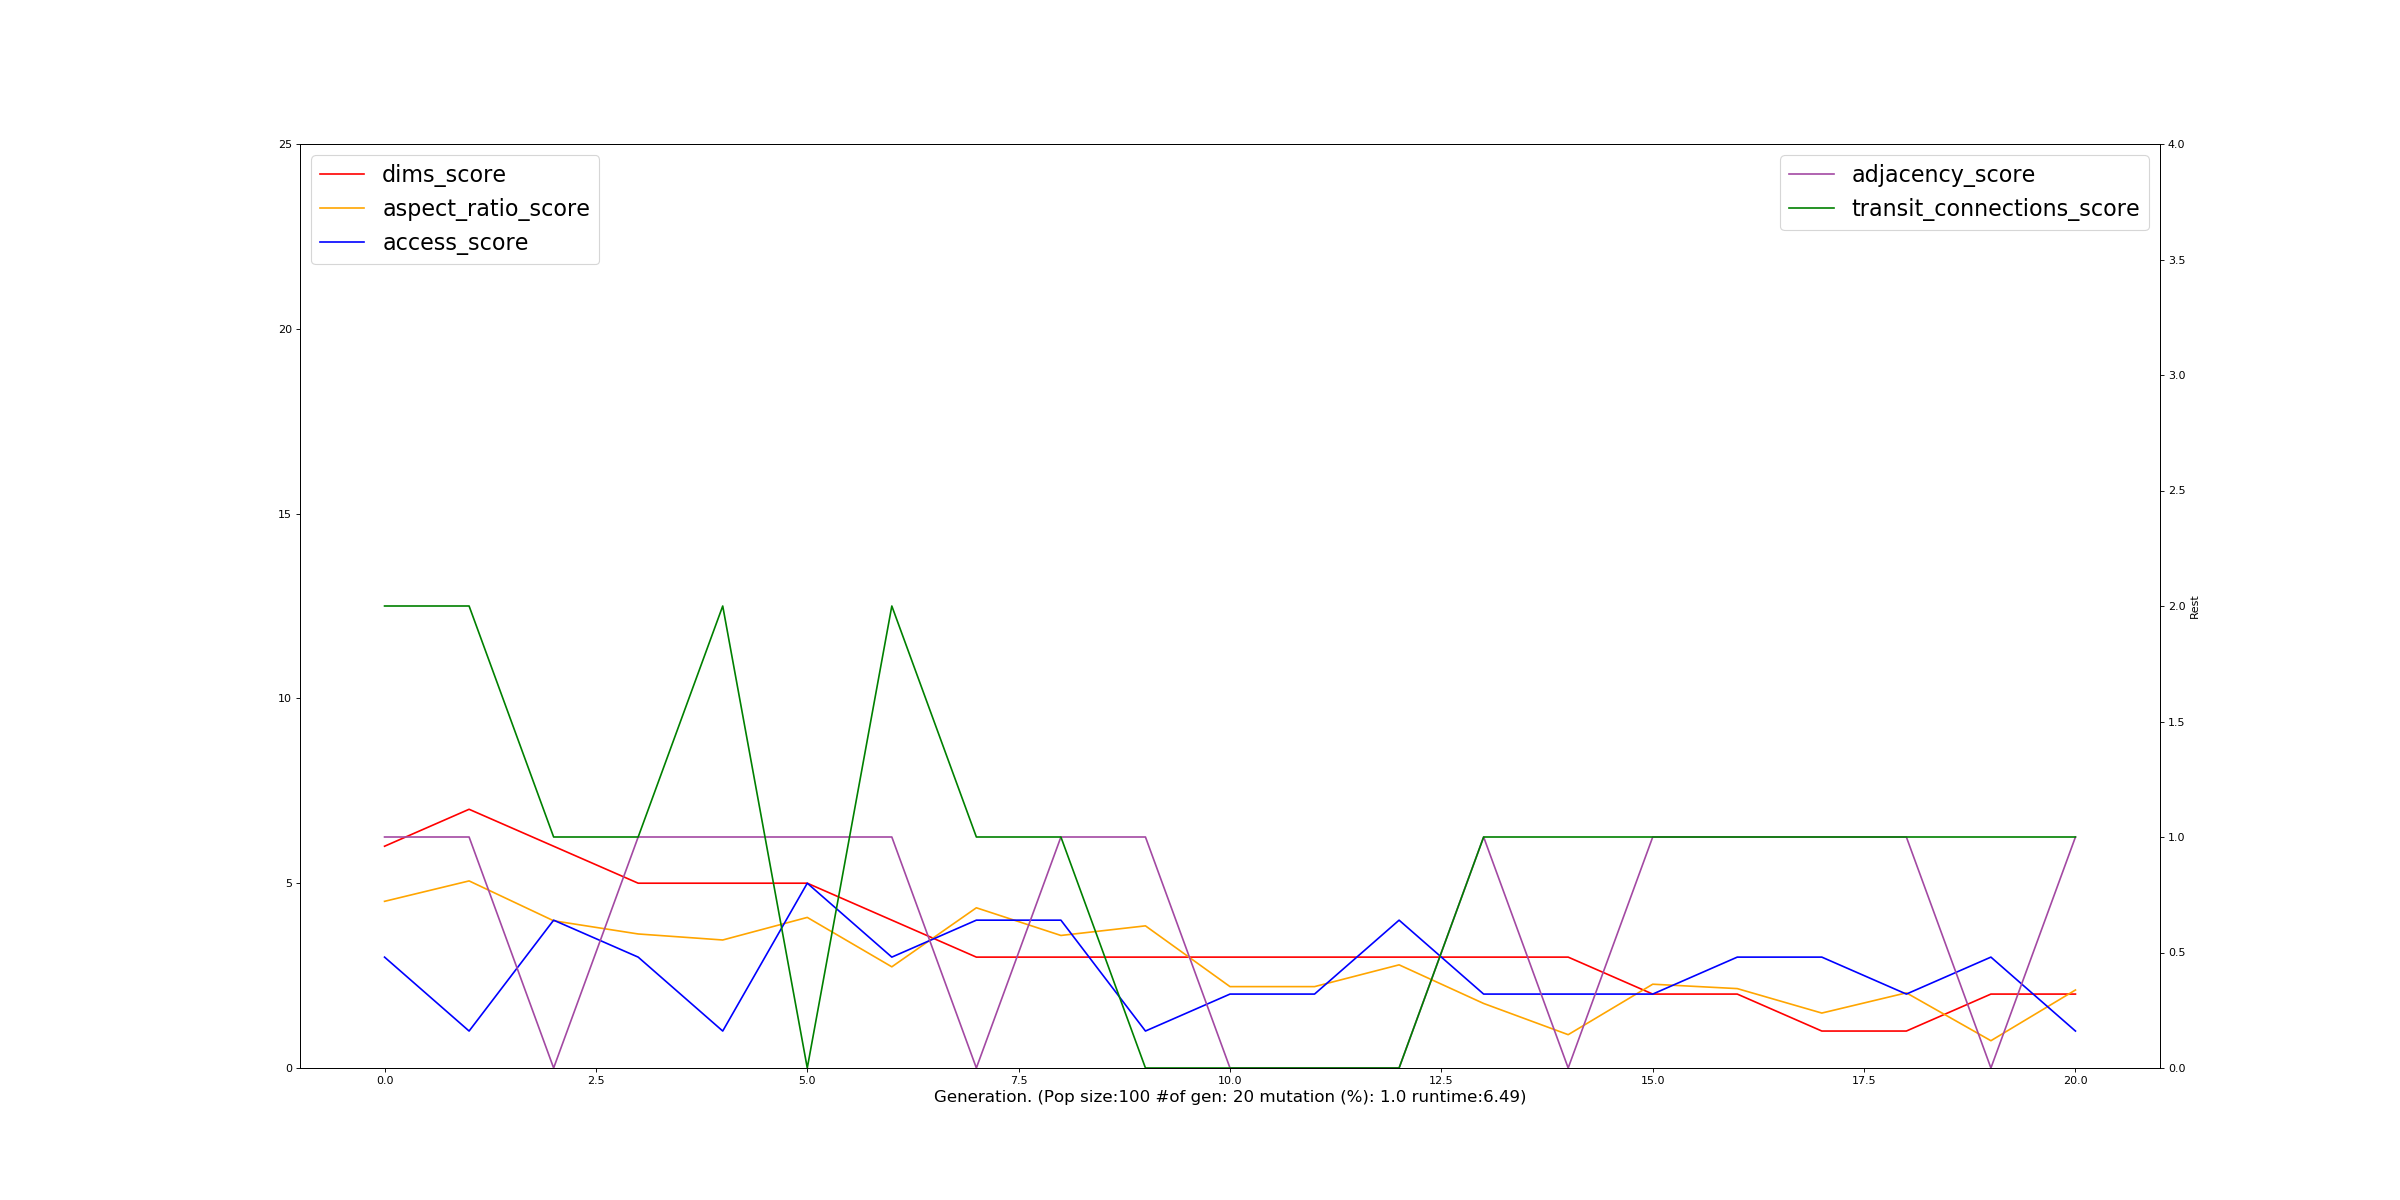 dims_score
aspect_ratio_score
access_score
adjacency_score
transit_connections_score
25
20
15
10
5
0
4.0
3.5
3.0
2.5
2.0
1.5
1.0
0.5
0.0
Rest
0.0 2.5 5.0 7.5 10.0 12.5 15.0 17.5 20.0
Generation. (Pop size:100 #of gen: 20 mutation (%): 1.0 runtime:6.49)